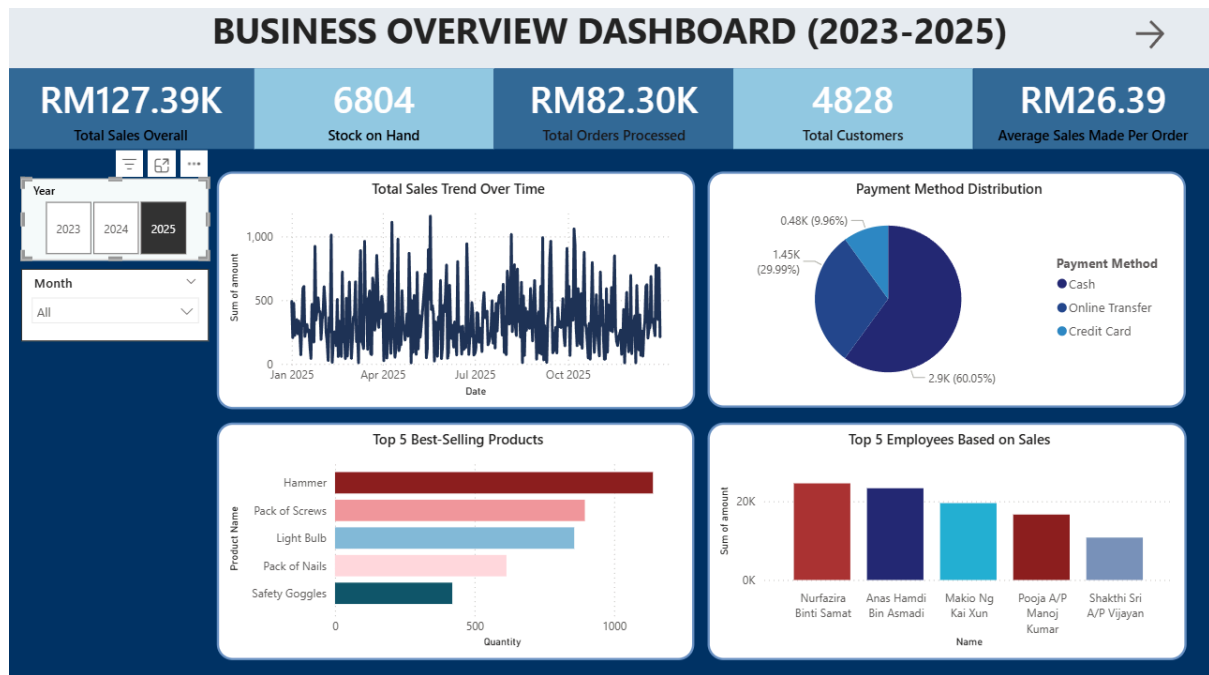 BUSINESS OVERVIEW DASHBOARD (2023-2025)
RM127.39K
Total Sales Overall
6804
Stock on Hand
RM82.30K
Total Orders Processed
4828
Total Customers
RM26.39
Average Sales Made Per Order
Year
2023
2024
2025
Month
All
Total Sales Trend Over Time
Sum of amount
1,000
500
0
Jan 2025
Apr 2025
Jul 2025
Oct 2025
Date
Payment Method Distribution
0.48K (9.96%)
1.45K
(29.99%)
2.9K (60.05%)
Payment Method
Cash
Online Transfer
Credit Card
Top 5 Best-Selling Products
Product Name
Hammer
Pack of Screws
Light Bulb
Pack of Nails
Safety Goggles
0
500
1000
Quantity
Top 5 Employees Based on Sales
Sum of amount
20K
0K
Nurfazira
Binti Samat
Anas Hamdi
Bin Asmadi
Makio Ng
Kai Xun
Pooja A/P
Manoj
Kumar
Shakthi Sri
A/P Vijayan
Name